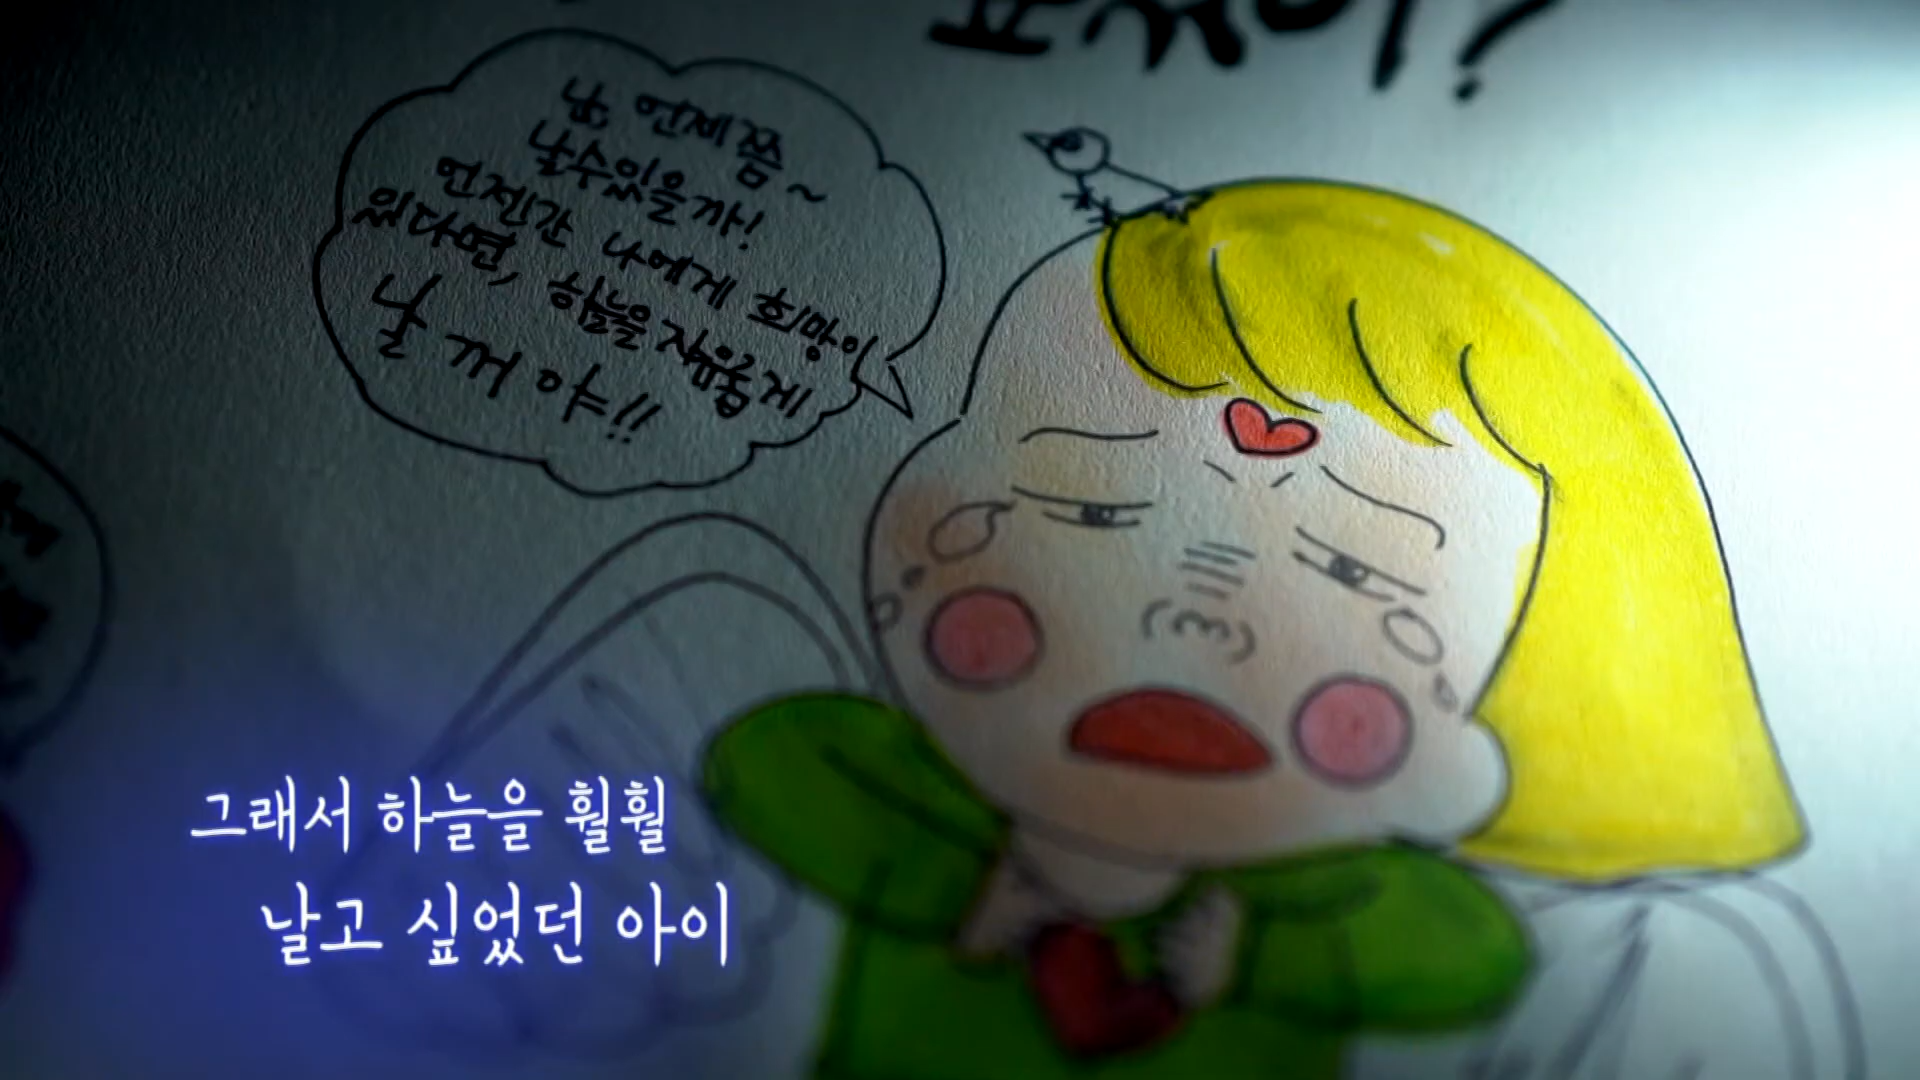 난 언제쯤~
날수있을까!
언젠간 나에게 희망이
있다면, 하늘을 자유롭게
날꺼야!!
그래서 하늘을 훨훨
날고 싶었던 아이